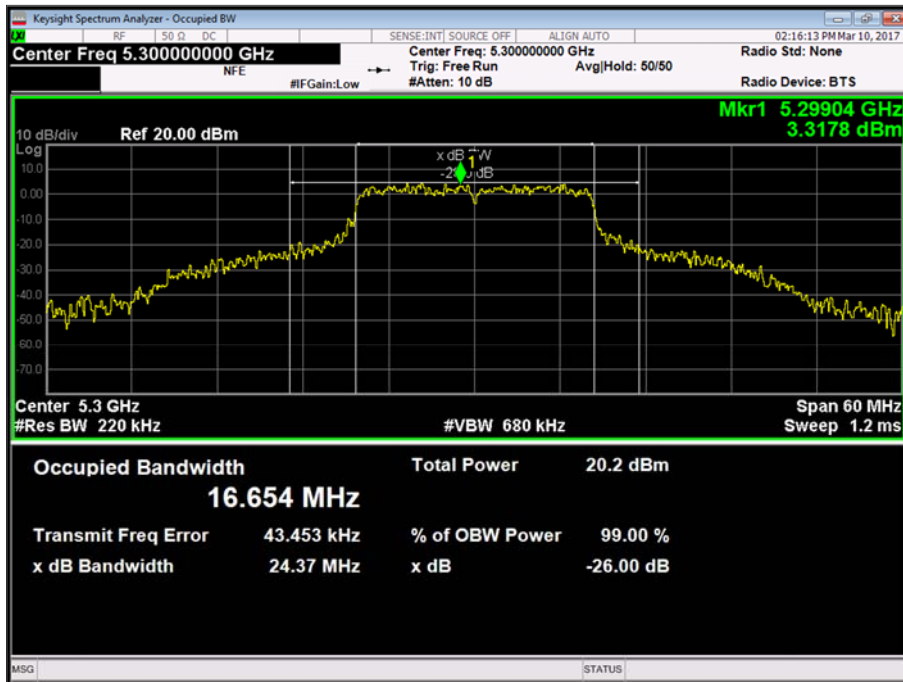 Keysight Spectrum Analyzer - Occupied BW
LXI RF 50 Ω DC SENSE:INT SOURCE OFF ALIGN AUTO 02:16:13 PM Mar 10, 2017
Center Freq 5.300000000 GHz
NFE
#IFGain:Low
Center Freq: 5.300000000 GHz
Trig: Free Run Avg|Hold: 50/50
#Atten: 10 dB
Radio Std: None
Radio Device: BTS
Mkr1 5.29904 GHz
3.3178 dBm
10 dB/div Ref 20.00 dBm
Log
x dB
1
dB
10.0
0.00
-10.0
-20.0
-30.0
-40.0
-50.0
-60.0
-70.0
Center 5.3 GHz Span 60 MHz
#Res BW 220 kHz #VBW 680 kHz Sweep 1.2 ms
Occupied Bandwidth Total Power 20.2 dBm
16.654 MHz
Transmit Freq Error 43.453 kHz % of OBW Power 99.00 %
x dB Bandwidth 24.37 MHz x dB -26.00 dB
MSG STATUS